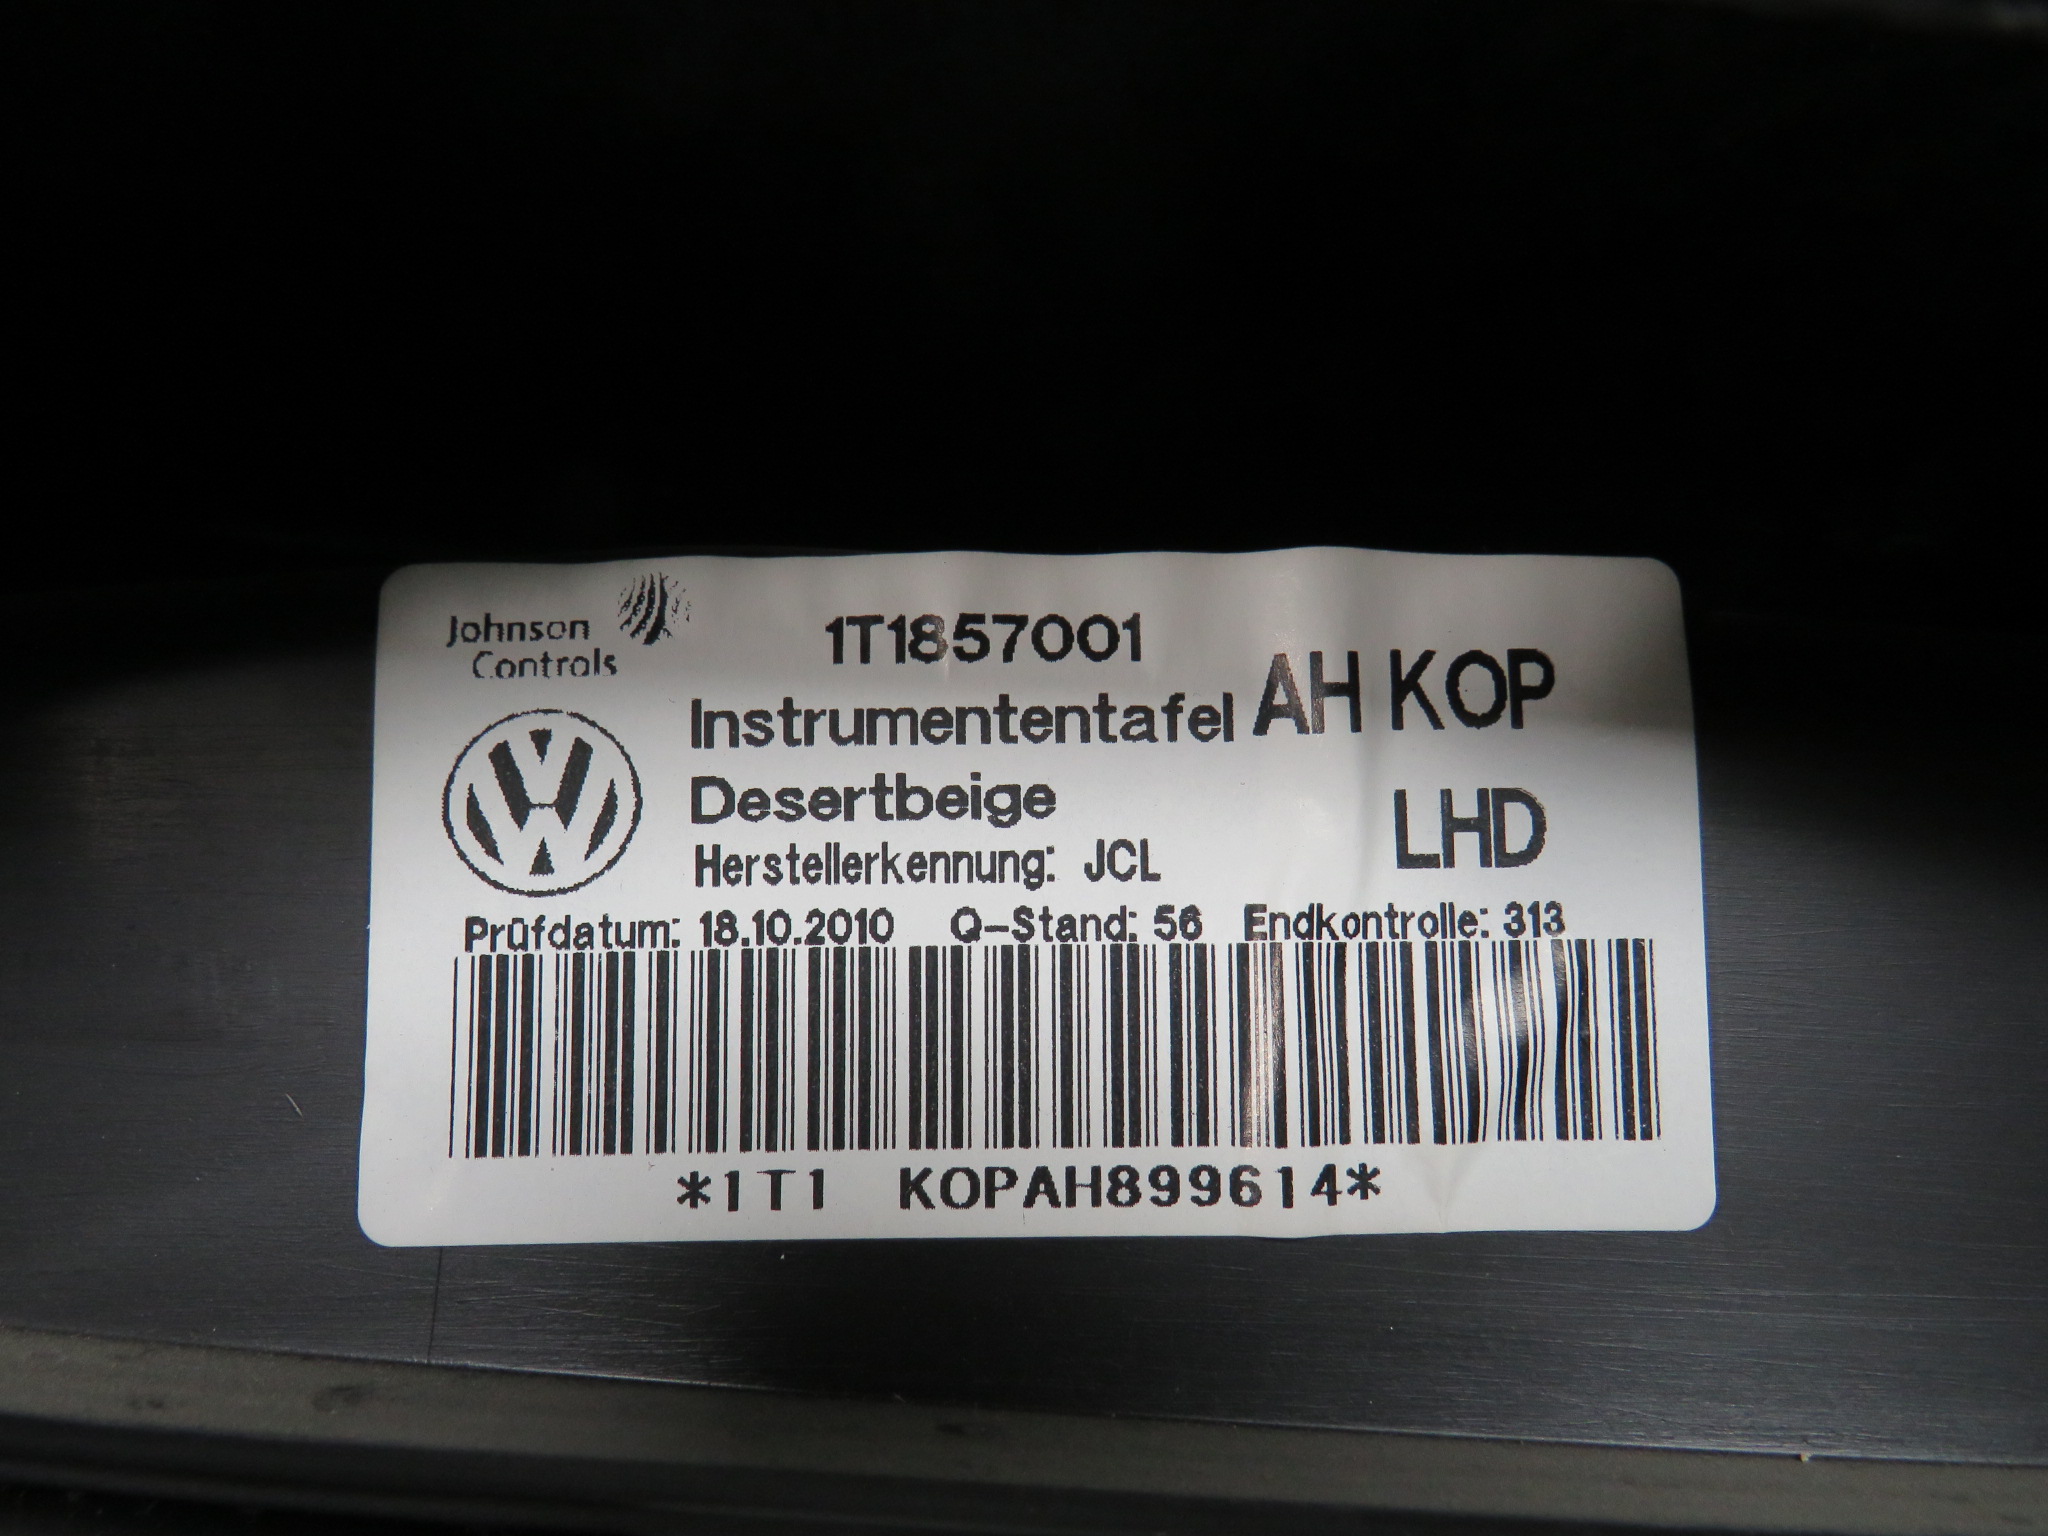 Johnson
Controls
1T1857001
AH KOP
Instrumententafel
Desertbeige
LHD
Herstellerkennung: JCL
Prüfdatum: 18.10.2010 Q-Stand: 56 Endkontrolle: 313
*1T1 KOPAH899614*